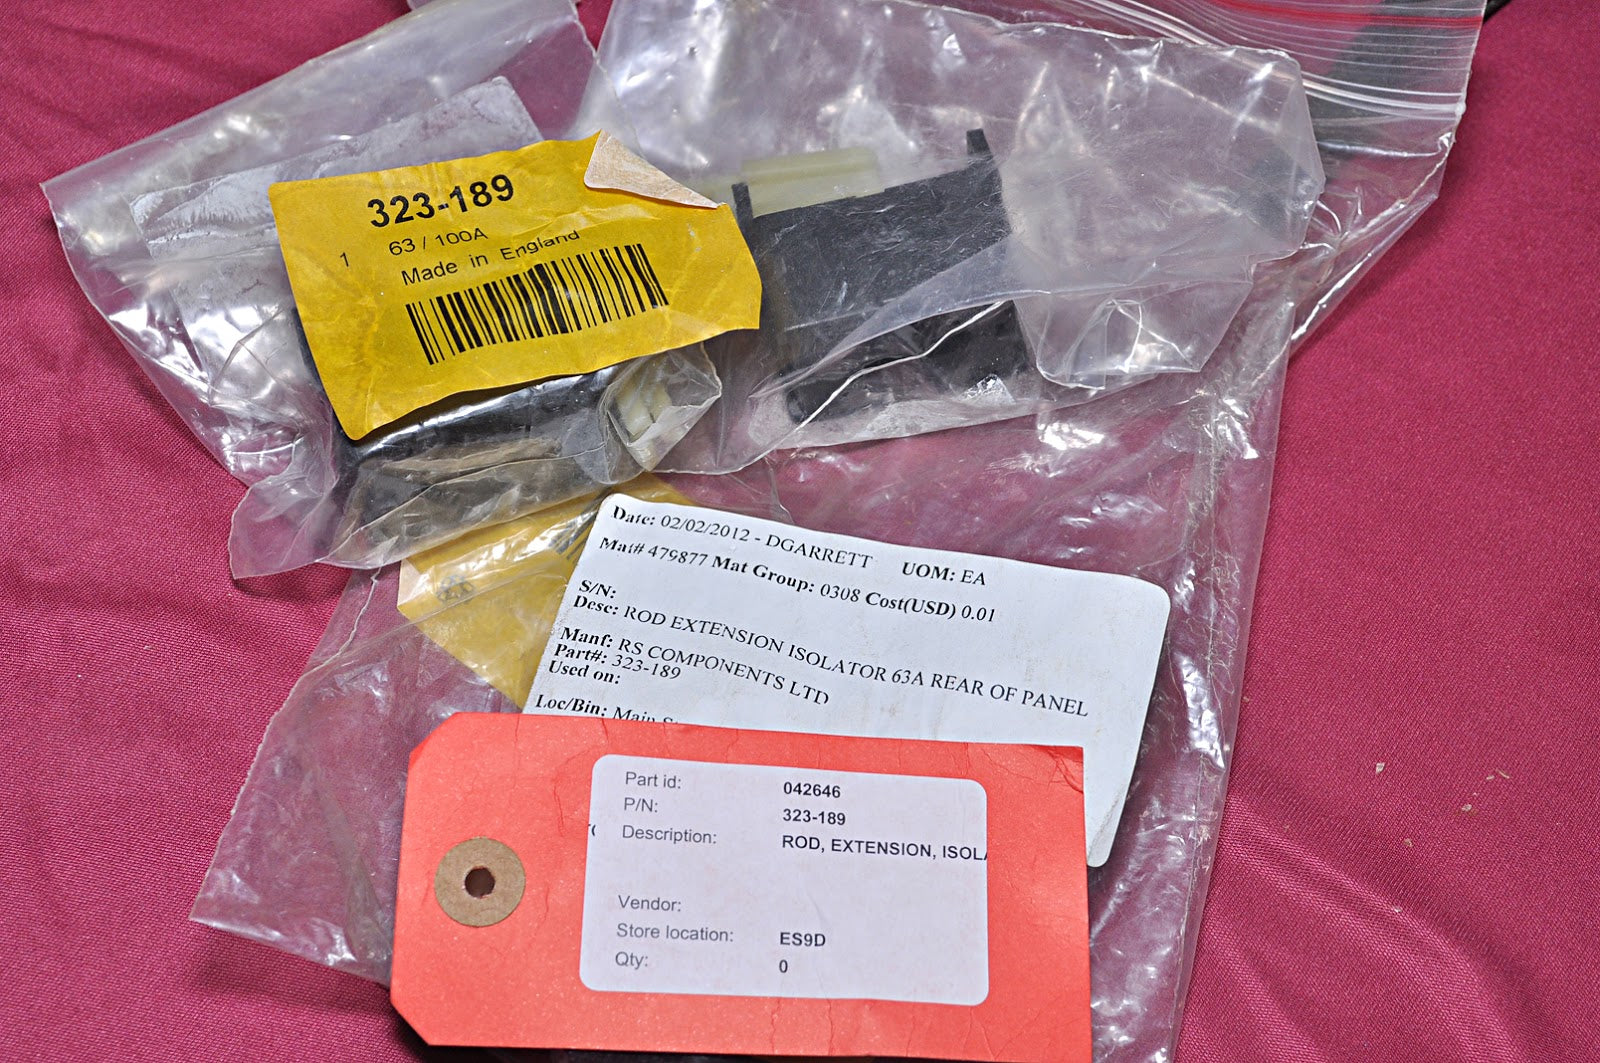 323-189
1 63 / 100A
Made in England
Date: 02/02/2012 - DGARRETT UOM: EA
Mat# 479877 Mat Group: 0308 Cost(USD) 0.01
S/N:
Desc: ROD EXTENSION ISOLATOR 63A REAR OF PANEL
Manf: RS COMPONENTS LTD
Part#: 323-189
Used on:
Loc/Bin: Main
Part id: 042646
P/N: 323-189
Description: ROD, EXTENSION,
Vendor:
Store location: ES9D
Qty: 0